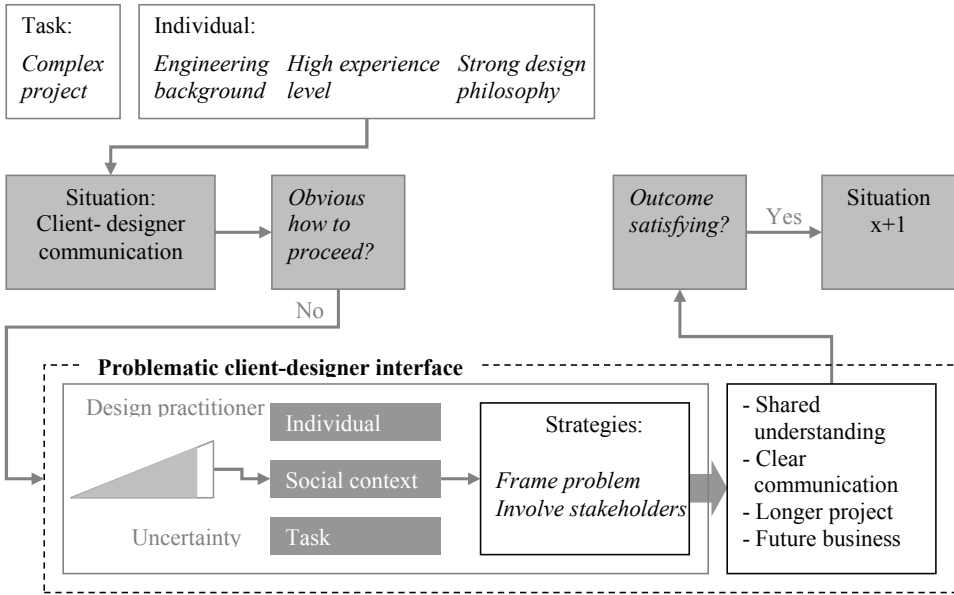 Task:
Complex
project
Individual:
Engineering
background
High experience
level
Strong design
philosophy
Situation:
Client- designer
communication
Obvious
how to
proceed?
Outcome
satisfying?
Yes
Situation
x+1
No
Problematic client-designer interface
Design practitioner
Uncertainty
Individual
Social context
Task
Strategies:
Frame problem
Involve stakeholders
- Shared
understanding
- Clear
communication
- Longer project
- Future business